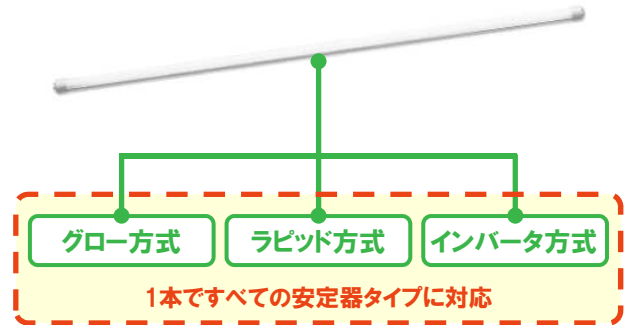 グロー方式
ラピッド方式
インバータ方式
1本ですべての安定器タイプに対応